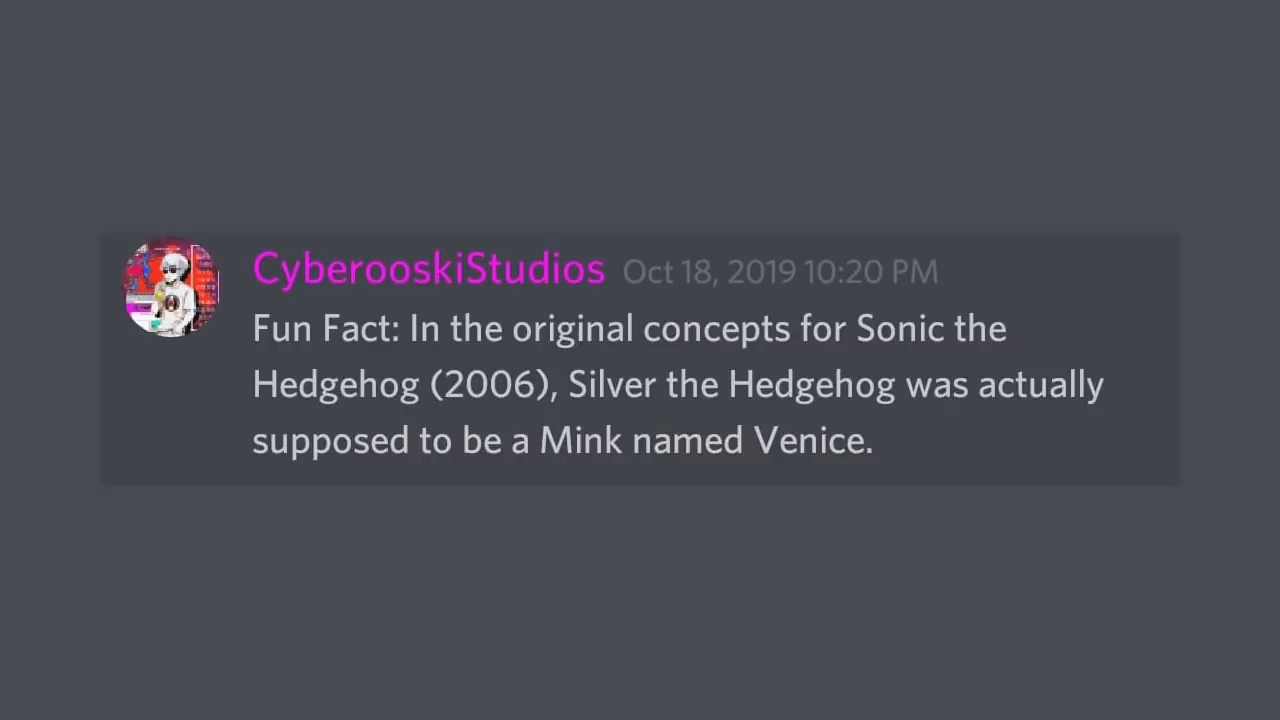 CyberooskiStudios Oct 18, 2019 10:20 PM
Fun Fact: In the original concepts for Sonic the
Hedgehog (2006), Silver the Hedgehog was actually
supposed to be a Mink named Venice.